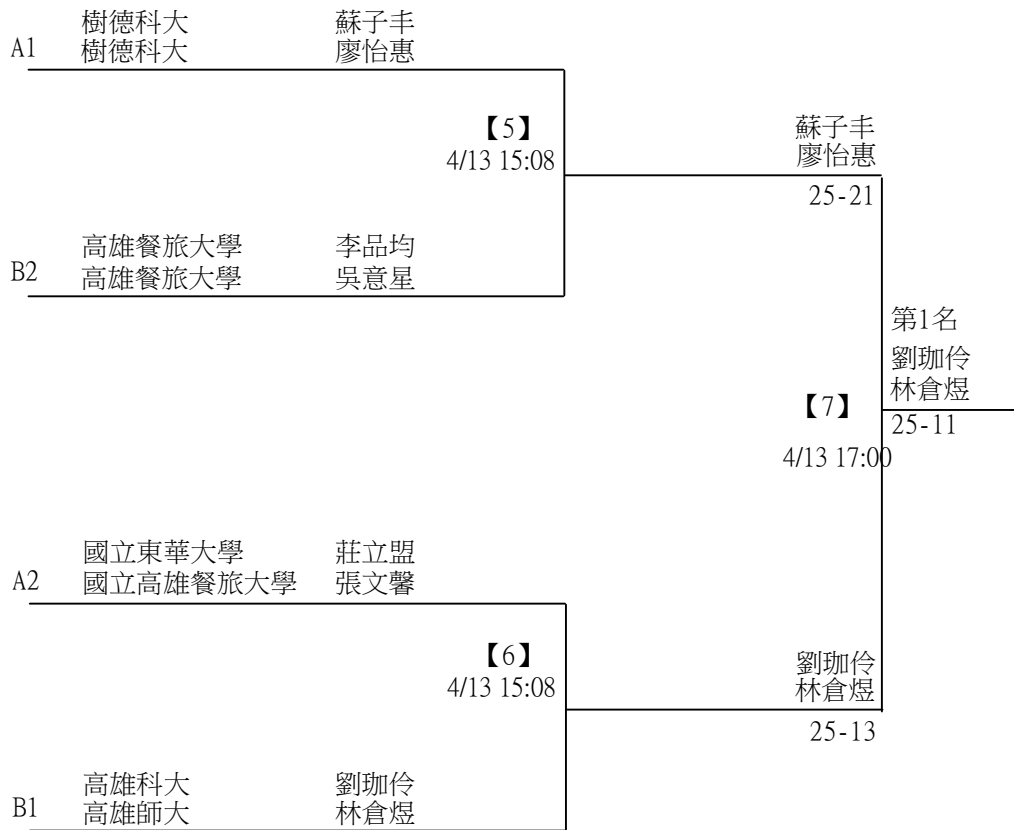 樹德科大 蘇子丰
A1 樹德科大 廖怡惠
【5】
4/13 15:08
蘇子丰
廖怡惠
25-21
高雄餐旅大學 李品均
B2 高雄餐旅大學 吳意星
第1名
劉珈伶
林倉煜
【7】
25-11
4/13 17:00
國立東華大學 莊立盟
A2 國立高雄餐旅大學 張文馨
【6】
4/13 15:08
劉珈伶
林倉煜
25-13
高雄科大 劉珈伶
B1 高雄師大 林倉煜